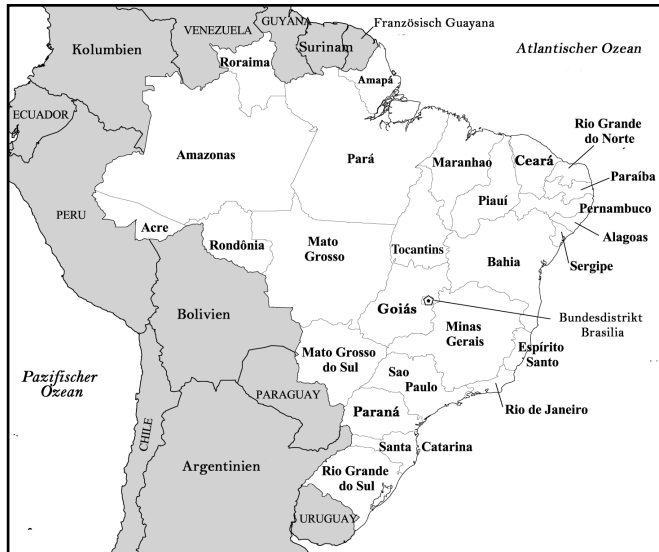 Französisch Guayana
VENEZUELA
GUYANA
Kolumbien
Surinam
Atlantischer Ozean
Roraima
Amapá
ECUADOR
Rio Grande
do Norte
Amazonas
Pará
Maranhao
Ceará
Paraíba
Piauí
Pernambuco
PERU
Acre
Rondônia
Mato
Grosso
Tocantins
Alagoas
Bahia
Sergipe
Goiás
Bolivien
Bundesdistrikt
Brasilia
Minas
Gerais
Mato Grosso
do Sul
Espírito
Santo
Sao
Paulo
Pazifischer
Ozean
PARAGUAY
Rio de Janeiro
Paraná
CHILE
Santa Catarina
Argentinien
Rio Grande
do Sul
URUGUAY